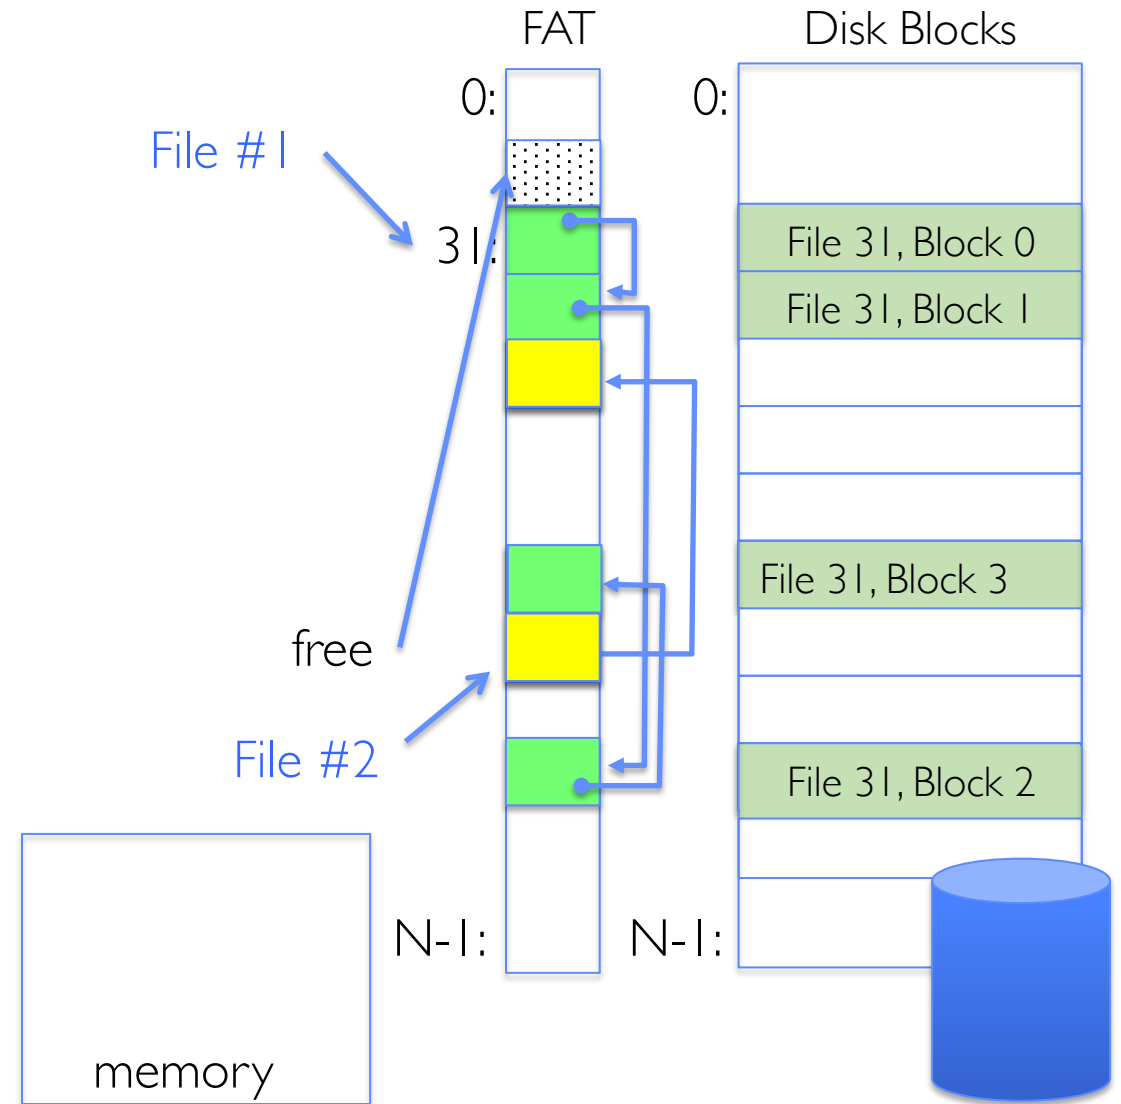 FAT
Disk Blocks
0:
0:
File #1
31:
File 31, Block 0
File 31, Block 1
File 31, Block 3
free
File #2
File 31, Block 2
N-1:
N-1:
memory